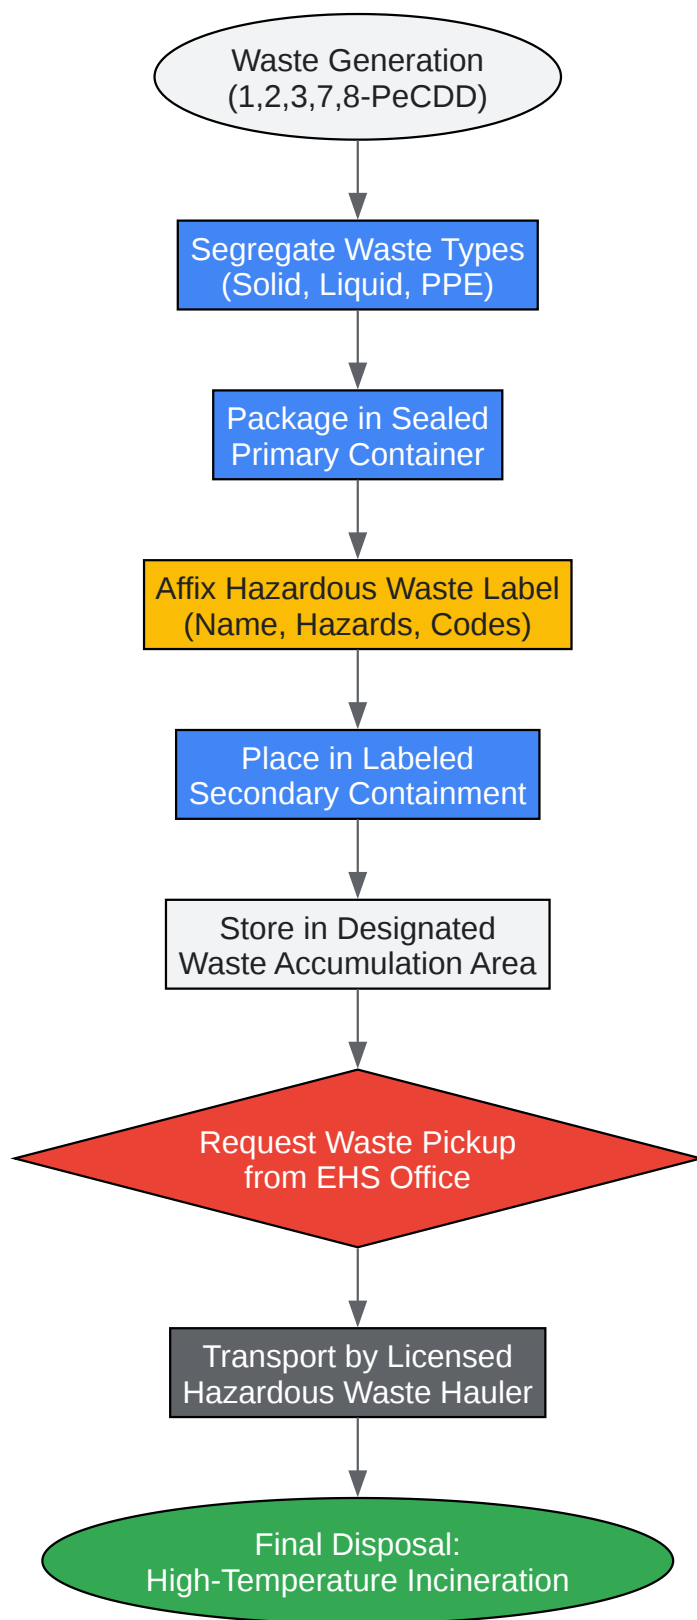 Waste Generation
(1,2,3,7,8-PeCDD)
Segregate Waste Types
(Solid, Liquid, PPE)
Package in Sealed
Primary Container
Affix Hazardous Waste Label
(Name, Hazards, Codes)
Place in Labeled
Secondary Containment
Store in Designated
Waste Accumulation Area
Request Waste Pickup
from EHS Office
Transport by Licensed
Hazardous Waste Hauler
Final Disposal:
High-Temperature Incineration